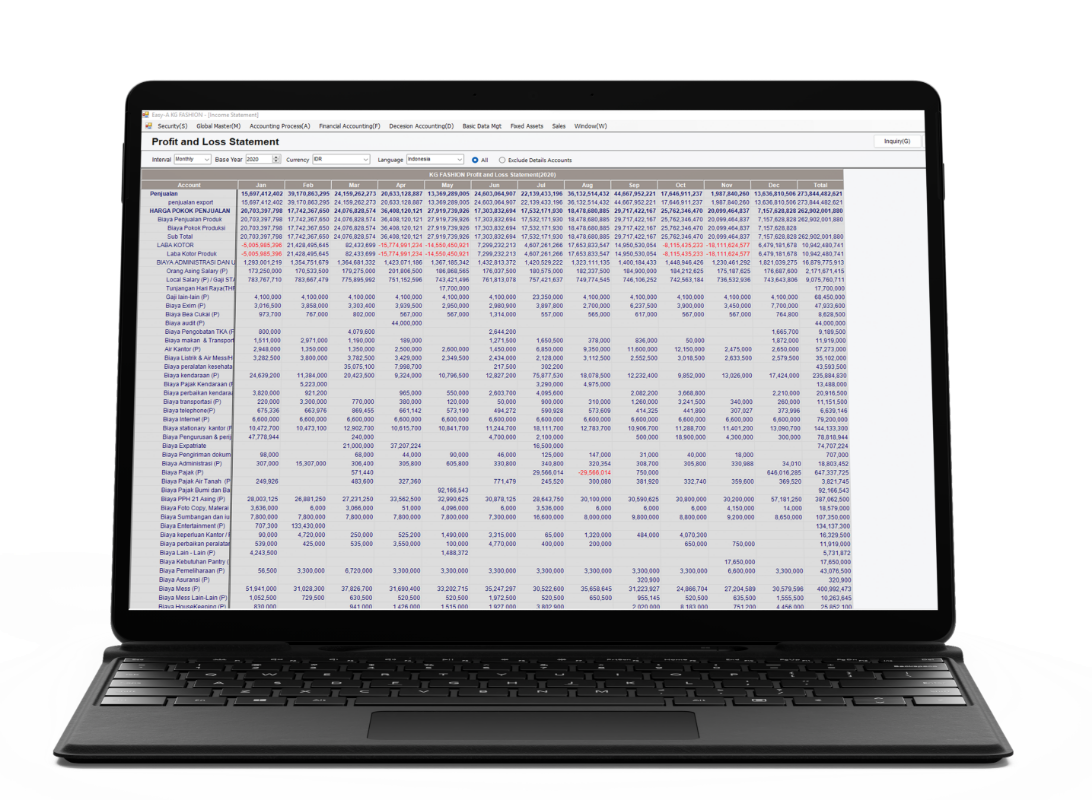 Easy-A KG FASHION - [Income Statement]
Security(S) Global Master(M) Accounting Process(A) Financial Accounting(F) Decesion Accounting(D) Basic Data Mgt Fixed Assets Sales Window(W)
Profit and Loss Statement
Inquiry(Q)
Interval Monthly Base Year 2020 Currency IDR Language Indonesia All Exclude Details Accounts
KG FASHION Profit and Loss Statement(2020)
Account Jan Feb Mar Apr May Jun Jul Aug Sep Oct Nov Dec Total
Penjualan 15,697,412,402 39,170,863,295 24,159,262,273 20,633,128,887 13,369,289,005 24,603,064,907 22,139,433,196 36,132,514,432 44,667,952,221 17,646,911,237 1,987,840,260 13,636,810,506 273,844,482,621
penjualan export 15,697,412,402 39,170,863,295 24,159,262,273 20,633,128,887 13,369,289,005 24,603,064,907 22,139,433,196 36,132,514,432 44,667,952,221 17,646,911,237 1,987,840,260 13,636,810,506 273,844,482,621
HARGA POKOK PENJUALAN 20,703,397,798 17,742,367,650 24,076,828,574 36,408,120,121 27,919,739,926 17,303,832,694 17,532,171,930 18,478,680,885 29,717,422,167 25,762,346,470 20,099,464,837 7,157,628,828 262,902,001,880
Biaya Penjualan Produk 20,703,397,798 17,742,367,650 24,076,828,574 36,408,120,121 27,919,739,926 17,303,832,694 17,532,171,930 18,478,680,885 29,717,422,167 25,762,346,470 20,099,464,837 7,157,628,828 262,902,001,880
Biaya Pokok Produksi 20,703,397,798 17,742,367,650 24,076,828,574 36,408,120,121 27,919,739,926 17,303,832,694 17,532,171,930 18,478,680,885 29,717,422,167 25,762,346,470 20,099,464,837 7,157,628,828
Sub Total 20,703,397,798 17,742,367,650 24,076,828,574 36,408,120,121 27,919,739,926 17,303,832,694 17,532,171,930 18,478,680,885 29,717,422,167 25,762,346,470 20,099,464,837 7,157,628,828 262,902,001,880
LABA KOTOR -5,005,985,396 21,428,495,645 82,433,699 -15,774,991,234 -14,550,450,921 7,299,232,213 4,607,261,266 17,653,833,547 14,950,530,054 -8,115,435,233 -18,111,624,577 6,479,181,678 10,942,480,741
Laba Kotor Produk -5,005,985,396 21,428,495,645 82,433,699 -15,774,991,234 -14,550,450,921 7,299,232,213 4,607,261,266 17,653,833,547 14,950,530,054 -8,115,435,233 -18,111,624,577 6,479,181,678 10,942,480,741
BIAYA ADMINISTRASI DAN U 1,293,001,219 1,354,751,679 1,364,681,332 1,423,871,186 1,367,185,342 1,432,813,372 1,420,529,222 1,323,111,135 1,400,184,433 1,448,946,426 1,230,461,292 1,821,039,275 16,879,775,913
Orang Asing Salary (P) 173,250,000 170,533,500 179,275,000 201,806,500 186,868,565 176,037,500 180,575,000 182,337,500 184,900,000 184,212,625 175,187,625 176,687,600 2,171,671,415
Local Salary (P) / Gaji STA 783,767,710 783,667,479 775,895,992 751,152,596 743,421,496 761,813,078 757,421,637 749,774,545 746,106,252 742,563,184 736,532,936 743,643,806 9,075,760,711
Tunjangan Hari Raya(THR 17,700,000 17,700,000
Gaji lain-lain (P) 4,100,000 4,100,000 4,100,000 4,100,000 4,100,000 4,100,000 23,350,000 4,100,000 4,100,000 4,100,000 4,100,000 4,100,000 68,450,000
Biaya Exim (P) 3,016,500 3,858,000 3,303,400 3,939,500 2,950,000 2,980,900 3,897,800 2,700,000 6,237,500 3,900,000 3,450,000 7,700,000 47,933,600
Biaya Bea Cukai (P) 973,700 767,000 802,000 567,000 567,000 1,314,000 557,000 565,000 617,000 567,000 567,000 764,800 8,628,500
Biaya audit (P) 44,000,000 44,000,000
Biaya Pengobatan TKA (P 800,000 4,079,600 2,644,200 1,665,700 9,189,500
Biaya makan & Transport 1,511,000 2,971,000 1,190,000 189,000 1,271,500 1,659,500 378,000 836,000 50,000 1,872,000 11,919,000
Air Kantor (P) 2,948,000 1,350,000 1,350,000 2,500,000 2,600,000 1,450,000 6,850,000 9,350,000 11,600,000 12,150,000 2,475,000 2,650,000 57,273,000
Biaya Listrik & Air Mess/H 3,282,500 3,800,000 3,782,500 3,429,000 2,349,500 2,434,000 2,128,000 3,112,500 2,552,500 3,018,500 2,633,500 2,579,500 35,102,000
Biaya peralatan kesehata 35,075,100 7,998,700 217,500 302,200 43,593,500
Biaya kendaraan (P) 24,639,200 11,384,000 20,423,500 9,324,000 10,796,500 12,827,200 75,877,530 18,078,500 12,232,400 9,852,000 13,026,000 17,424,000 235,884,830
Biaya Pajak Kendaraan (I 5,223,000 3,290,000 4,975,000 13,488,000
Biaya perbaikan kendaraa 3,820,000 921,200 965,000 550,000 2,603,700 4,095,600 2,082,200 3,668,800 2,210,000 20,916,500
Biaya transportasi (P) 220,000 3,300,000 770,000 380,000 120,000 50,000 900,000 310,000 1,260,000 3,241,500 340,000 260,000 11,151,500
Biaya telephone(P) 675,336 663,976 869,455 661,142 573,190 494,272 590,928 573,609 414,325 441,890 307,027 373,996 6,639,146
Biaya Internet (P) 6,600,000 6,600,000 6,600,000 6,600,000 6,600,000 6,600,000 6,600,000 6,600,000 6,600,000 6,600,000 6,600,000 6,600,000 79,200,000
Biaya stationary kantor (P 10,472,700 10,473,100 12,902,700 10,615,700 10,841,700 11,244,700 18,111,700 12,783,700 10,906,700 11,288,700 11,401,200 13,090,700 144,133,300
Biaya Pengurusan & perij 47,778,944 240,000 4,700,000 2,100,000 500,000 18,900,000 4,300,000 300,000 78,818,944
Biaya Expatriate 21,000,000 37,207,224 16,500,000 74,707,224
Biaya Pengiriman dokum 98,000 68,000 44,000 90,000 46,000 125,000 147,000 31,000 40,000 18,000 707,000
Biaya Administrasi (P) 307,000 15,307,000 306,400 305,800 605,800 330,800 340,800 320,354 308,700 305,800 330,988 34,010 18,803,452
Biaya Pajak (P) 571,440 29,566,014 -29,566,014 750,000 646,016,285 647,337,725
Biaya Pajak Air Tanah (P 249,926 483,600 327,360 771,479 245,520 300,080 381,920 332,740 359,600 369,520 3,821,745
Biaya Pajak Bumi dan Ba 92,166,543 92,166,543
Biaya PPH 21 Asing (P) 28,003,125 26,881,250 27,231,250 33,562,500 32,990,625 30,878,125 28,643,750 30,100,000 30,590,625 30,800,000 30,200,000 57,181,250 387,062,500
Biaya Foto Copy, Materai 3,636,000 6,000 3,066,000 51,000 4,096,000 6,000 3,536,000 6,000 6,000 6,000 4,150,000 14,000 18,579,000
Biaya Sumbangan dan iu 7,800,000 7,800,000 7,800,000 7,800,000 7,800,000 7,300,000 16,600,000 8,000,000 9,800,000 8,800,000 9,200,000 8,650,000 107,350,000
Biaya Entertainment (P) 707,300 133,430,000 134,137,300
Biaya keperluan Kantor / I 90,000 4,720,000 250,000 525,200 1,490,000 3,315,000 65,000 1,320,000 484,000 4,070,300 16,329,500
Biaya perbaikan peralatar 539,000 425,000 535,000 3,550,000 100,000 4,770,000 400,000 200,000 650,000 750,000 11,919,000
Biaya Lain - Lain (P) 4,243,500 1,488,372 5,731,872
Biaya Kebutuhan Pantry ( 17,650,000 17,650,000
Biaya Pemeliharaan (P) 56,500 3,300,000 6,720,000 3,300,000 3,300,000 3,300,000 3,300,000 3,300,000 3,300,000 3,300,000 6,600,000 3,300,000 43,076,500
Biaya Asuransi (P) 320,900 320,900
Biaya Mess (P) 51,941,000 31,028,300 37,826,700 31,690,400 33,202,715 35,247,297 30,522,600 35,658,645 31,223,927 24,866,704 27,204,589 30,579,596 400,992,473
Biaya Mess Lain-Lain (P) 1,052,500 729,500 630,500 520,500 520,500 1,972,500 520,500 650,500 955,145 520,500 635,500 1,555,500 10,263,645
Biaya HouseKeeping (P) 830,000 941,000 1,426,000 1,515,000 1,927,000 3,802,900 2,020,000 8,183,000 751,200 4,456,000 25,852,100